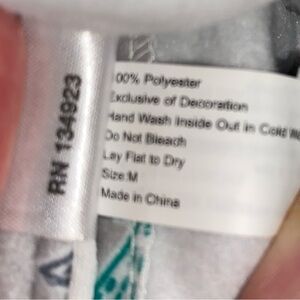 RN 134923
00% Polyester
Exclusive of Decoration
Hand Wash Inside Out in Cold
Do Not Bleach
Lay Flat to Dry
Size:M
Made in China